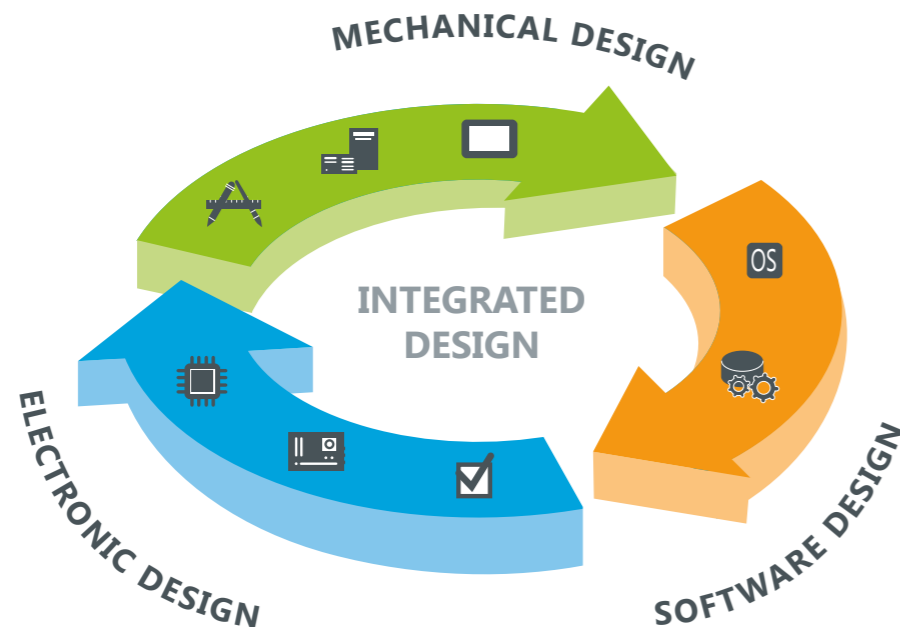 MECHANICAL DESIGN
OS
INTEGRATED
DESIGN
ELECTRONIC DESIGN
SOFTWARE DESIGN